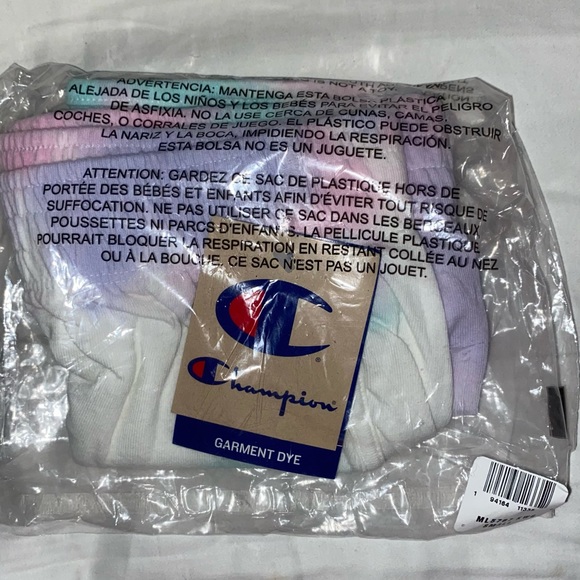 ADVERTENCIA: MANTENGA ESTA BOLSA PLÁSTICA
ALEJADA DE LOS NIÑOS Y LOS BEBÉS PARA EVITAR EL PELIGRO
DE ASFIXIA. NO LA USE CERCA DE CUNAS, CAMAS,
COCHES, O CORRALES DE JUEGO. EL PLÁSTICO PUEDE OBSTRUIR
LA NARIZ Y LA BOCA, IMPIDIENDO LA RESPIRACIÓN.
ESTA BOLSA NO ES UN JUGUETE.
ATTENTION: GARDEZ CE SAC DE PLASTIQUE HORS DE
PORTÉE DES BÉBÉS ET ENFANTS AFIN D'ÉVITER TOUT RISQUE DE
SUFFOCATION. NE PAS UTILISER CE SAC DANS LES BERCEAUX,
POUSSETTES NI PARCS D'ENFANTS. LA PELLICULE PLASTIQUE
POURRAIT BLOQUER LA RESPIRATION EN RESTANT COLLÉE AU NEZ
OU À LA BOUCHE. CE SAC N'EST PAS UN JOUET.
Champion
GARMENT DYE
1 94164